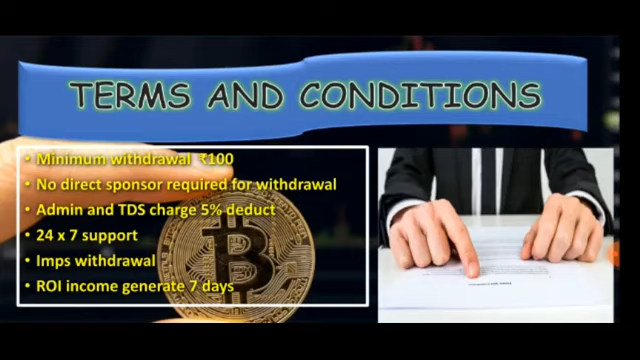 TERMS AND CONDITIONS
• Minimum withdrawal ₹100
• No direct sponsor required for withdrawal
• Admin and TDS charge 5% deduct
• 24 x 7 support
• Imps withdrawal
• ROI income generate 7 days